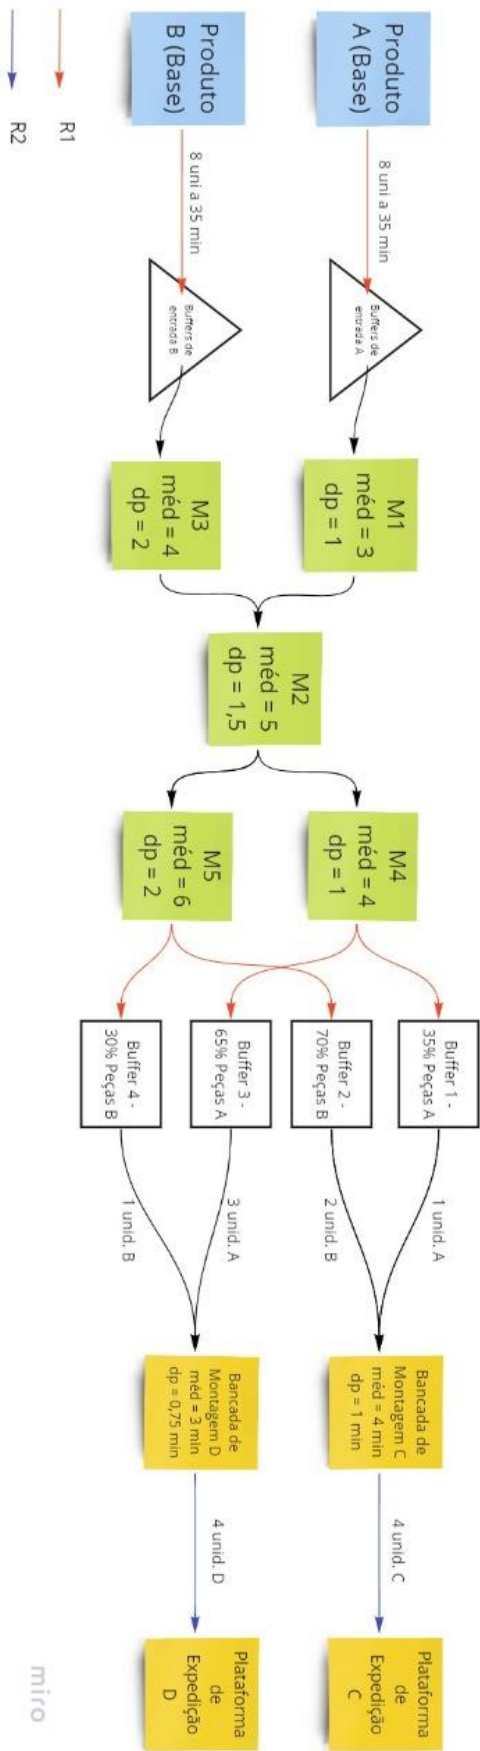 Produto
A (Base)
8 uni a 35 min
Buffers de
entrada A
M1
méd = 3
dp = 1
Produto
B (Base)
8 uni a 35 min
Buffers de
entrada B
M3
méd = 4
dp = 2
M2
méd = 5
dp = 1,5
M4
méd = 4
dp = 1
M5
méd = 6
dp = 2
Buffer 1 -
35% Peças A
Buffer 2 -
70% Peças B
Buffer 3 -
65% Peças A
Buffer 4 -
30% Peças B
1 unid. A
2 unid. B
3 unid. A
1 unid. B
Bancada de
Montagem C
méd = 4 min
dp = 1 min
4 unid. C
Plataforma
de
Expedição
C
Bancada de
Montagem D
méd = 3 min
dp = 0,75 min
4 unid. D
Plataforma
de
Expedição
D
R1
R2
miro